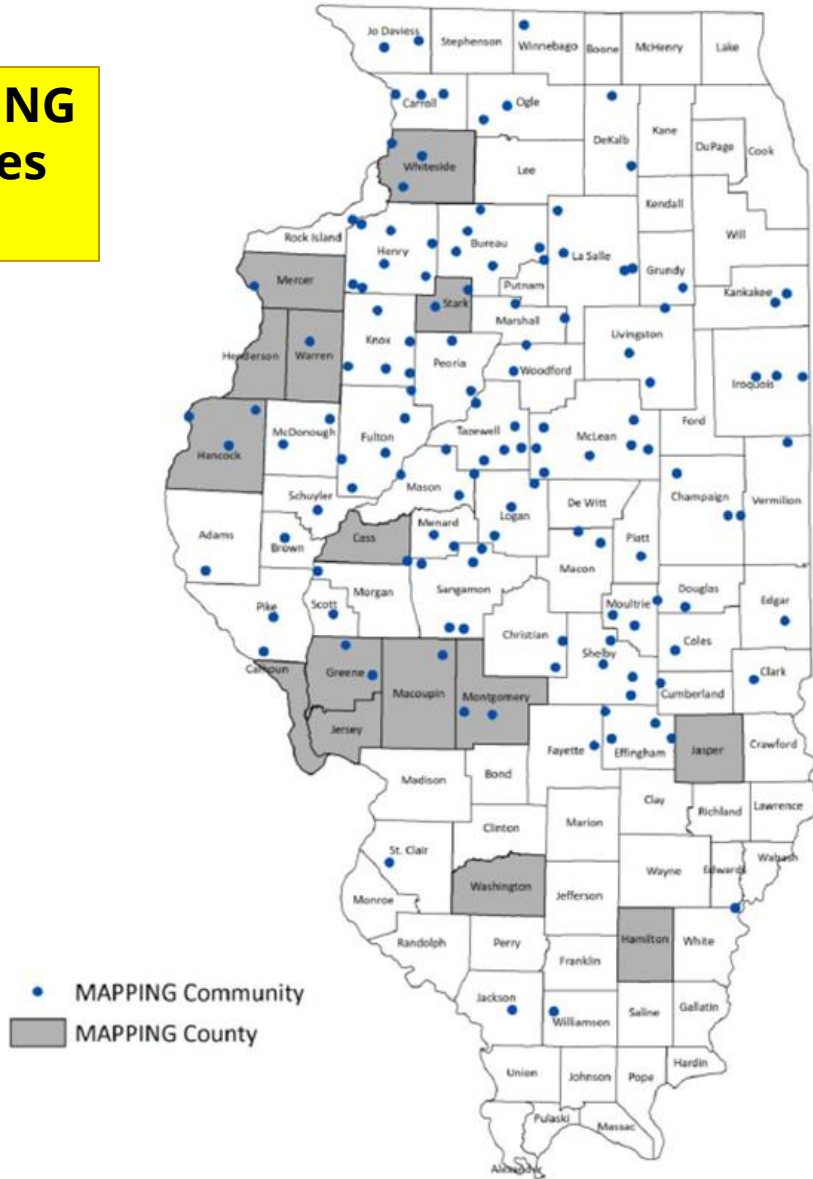 NG
es
Jo Daviess
Stephenson
Winnebago
Boone
McHenry
Lake
Carroll
Ogle
DeKalb
Kane
DuPage
Cook
Whiteside
Lee
Kendall
Will
Rock Island
Henry
Bureau
La Salle
Grundy
Putnam
Kankakee
Mercer
Stark
Marshall
Livingston
Knox
Peoria
Woodford
Henderson
Warren
Iroquois
Ford
McDonough
Fulton
Tazewell
McLean
Hancock
Schuyler
Mason
Logan
De Witt
Champaign
Vermilion
Adams
Brown
Cass
Menard
Macon
Piatt
Pike
Scott
Morgan
Sangamon
Moultrie
Douglas
Edgar
Christian
Shelby
Coles
Clark
Calhoun
Greene
Macoupin
Montgomery
Cumberland
Jersey
Fayette
Effingham
Jasper
Crawford
Madison
Bond
Clay
Richland
Lawrence
Clinton
Marion
St. Clair
Wayne
Edwards
Wabash
Washington
Jefferson
Monroe
Randolph
Perry
Hamilton
White
Franklin
MAPPING Community
MAPPING County
Jackson
Williamson
Saline
Gallatin
Union
Johnson
Pope
Hardin
Pulaski
Massac
Alexander